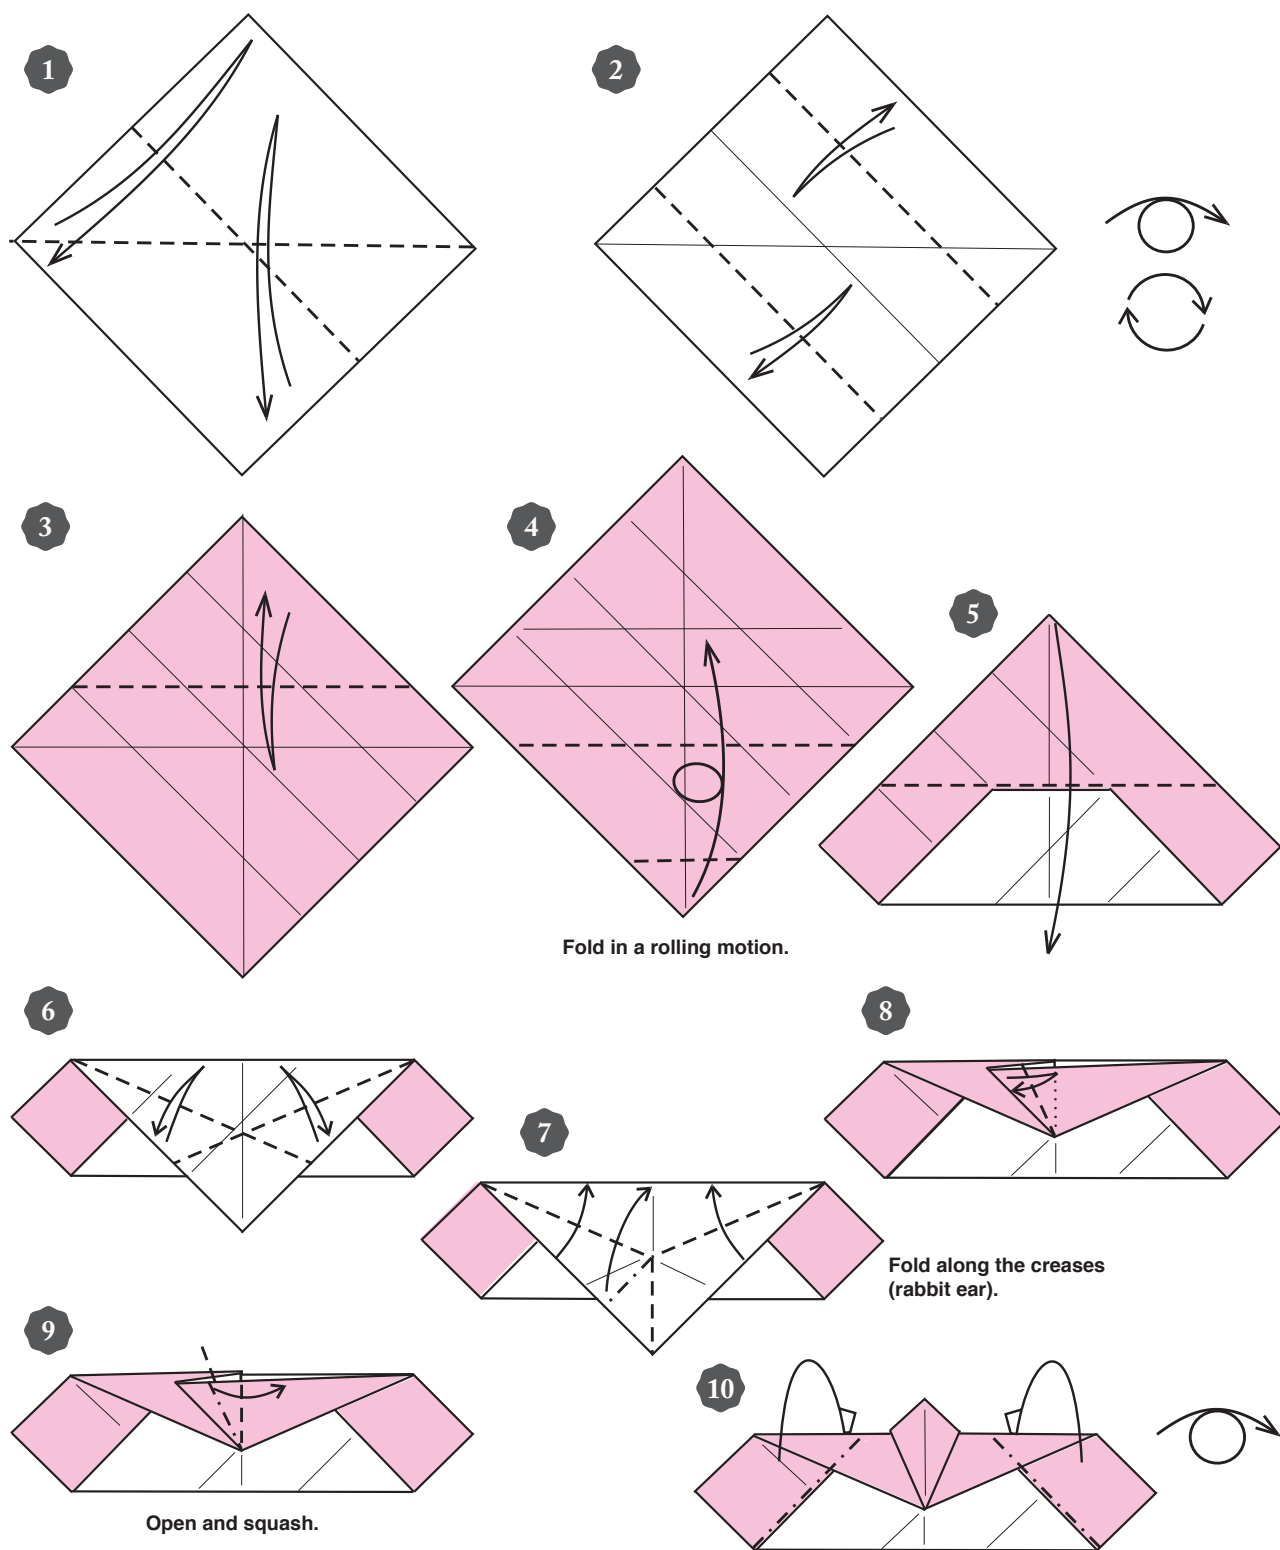 1
2
3
4
Fold in a rolling motion.
5
6
7
Fold along the creases
(rabbit ear).
8
9
Open and squash.
10